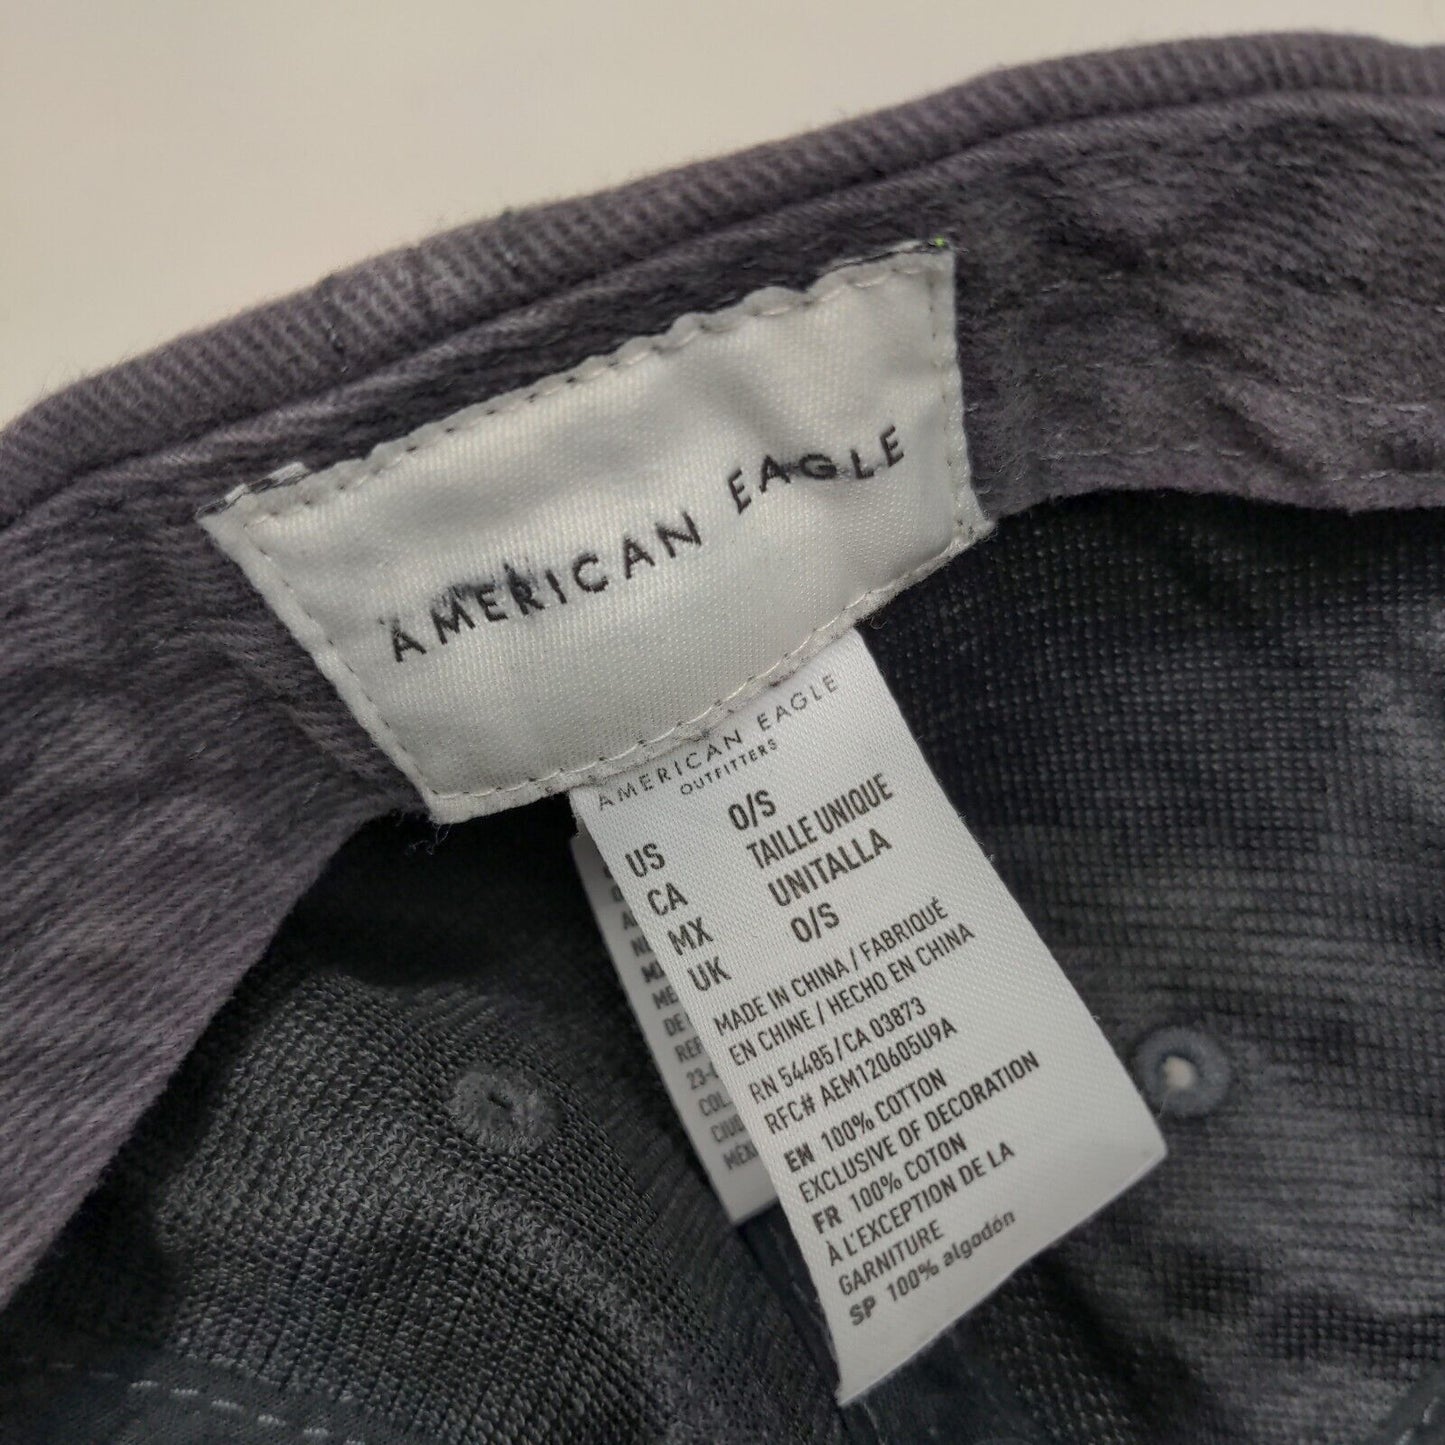 AMERICAN EAGLE
AMERICAN EAGLE
OUTFITTERS
US O/S
CA TAILLE UNIQUE
MX UNITALLA
UK O/S
MADE IN CHINA / FABRIQUÉ
EN CHINE / HECHO EN CHINA
RN 54485/CA 03873
RFC# AEM120605U9A
EN 100% COTTON
EXCLUSIVE OF DECORATION
FR 100% COTON
À L'EXCEPTION DE LA
GARNITURE
SP 100% algodón